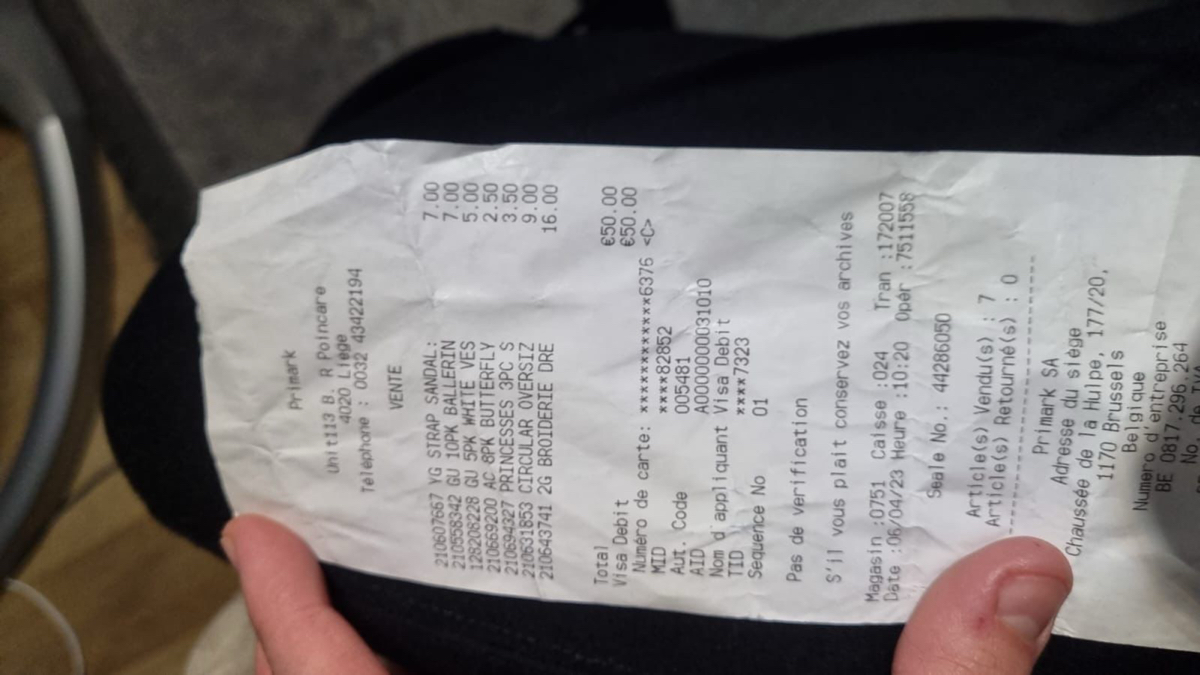 Primark
Unit113 B. R Poincare
4020 Liège
Téléphone : 0032 43422194
VENTE
210607667 YG STRAP SANDAL: 7.00
210558342 GU 10PK BALLERIN 7.00
128208228 GU 5PK WHITE VES 5.00
210669200 AC 8PK BUTTERFLY 2.50
210694327 PRINCESSES 3PC S 3.50
210631853 CIRCULAR OVERSIZ 9.00
210643741 2G BROIDERIE DRE 16.00
Total €50.00
Visa Debit €50.00
Numéro de carte: ************6376 <C>
MID ****82852
Aut. Code 005481
AID A0000000031010
Nom d'appliquant Visa Debit
TID ****7323
Sequence No 01
Pas de verification
S'il vous plait conservez vos archives
Magasin :0751 Caisse :024 Tran :172007
Date :06/04/23 Heure :10:20 Opér :7511558
Seale No.: 44286050
Article(s) Vendu(s) : 7
Article(s) Retourné(s) : 0
Primark SA
Adresse du siége
Chaussée de la Hulpe, 177/20,
1170 Brussels
Belgique
Numéro d'entreprise
BE 0817.296.264